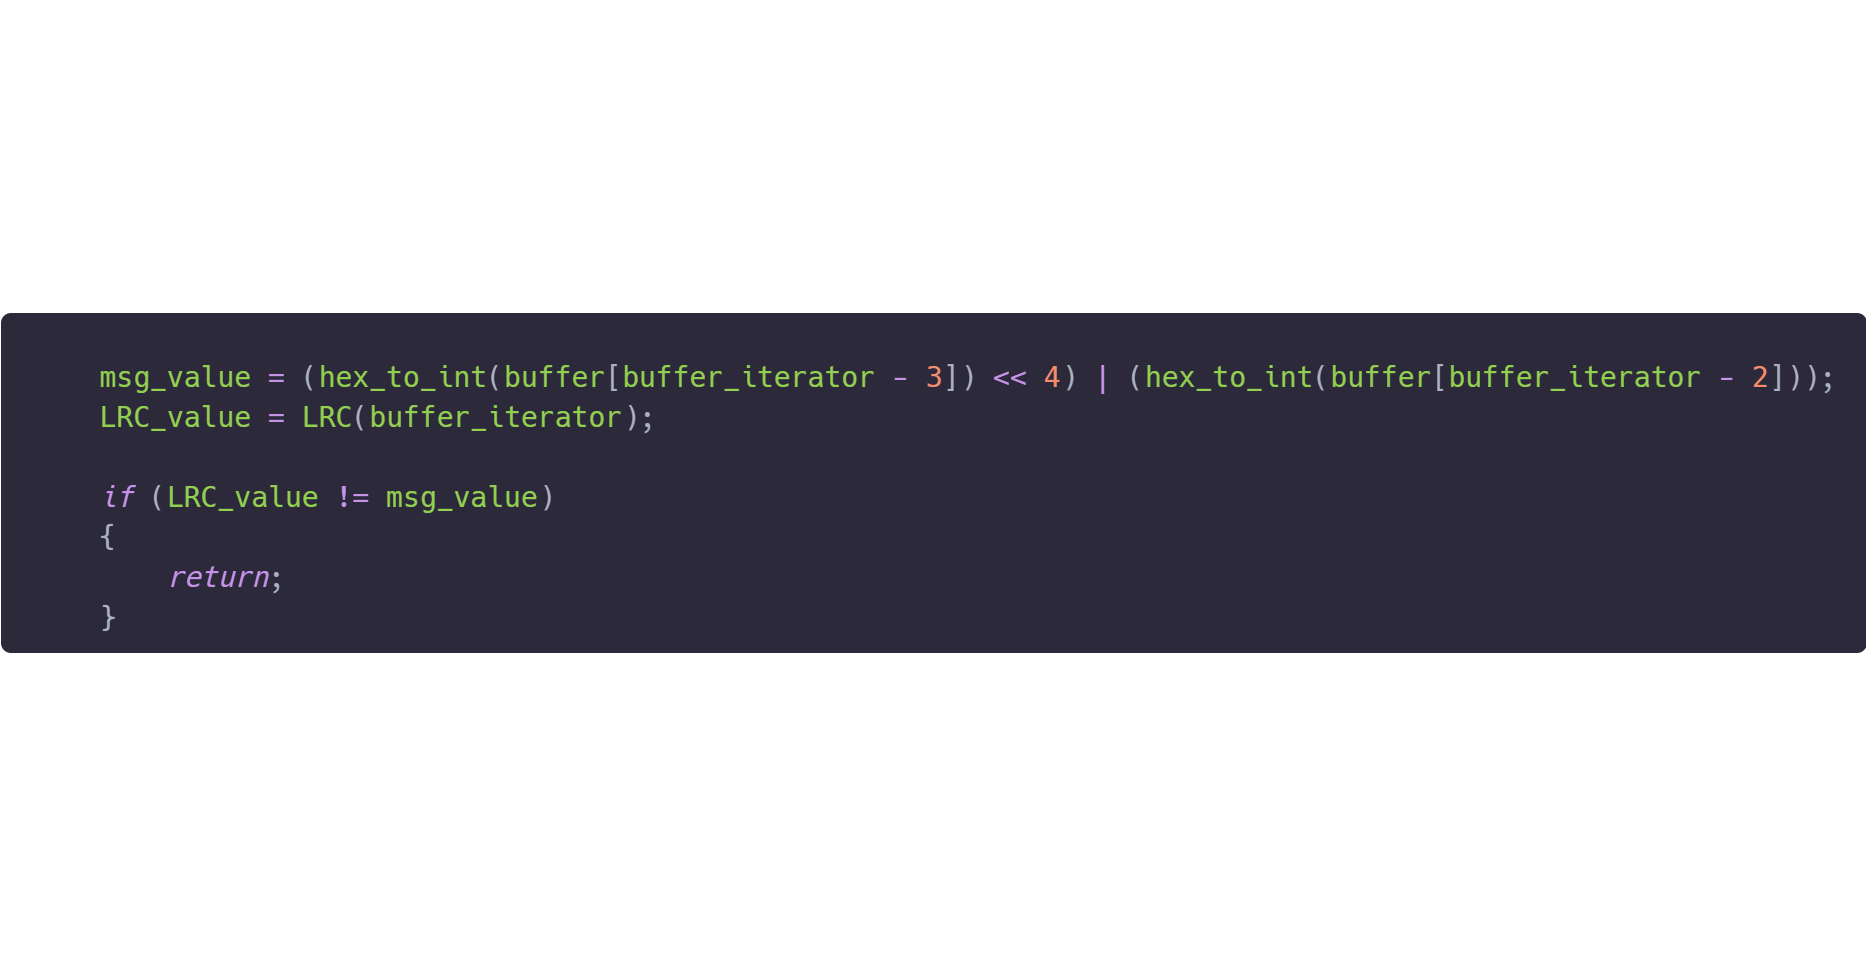 msg_value = (hex_to_int(buffer[buffer_iterator - 3]) << 4) | (hex_to_int(buffer[buffer_iterator - 2]));
LRC_value = LRC(buffer_iterator);
if (LRC_value != msg_value)
{
return;
}